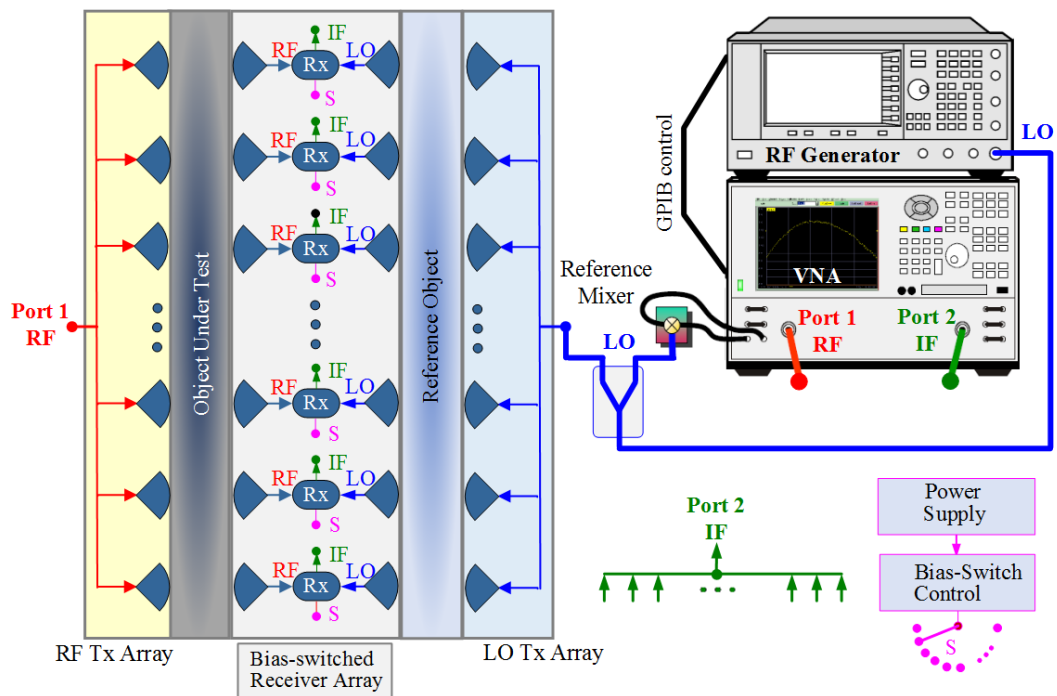 IF
RF
LO
Rx
S
IF
RF
LO
Rx
S
IF
RF
LO
Rx
S
IF
RF
LO
Rx
S
IF
RF
LO
Rx
S
IF
RF
LO
Rx
S
Port 1
RF
Object Under Test
Reference Object
RF Tx Array
Bias-switched
Receiver Array
LO Tx Array
RF Generator
LO
GPIB control
VNA
Reference
Mixer
Port 1
RF
Port 2
IF
LO
Port 2
IF
Power
Supply
Bias-Switch
Control
S